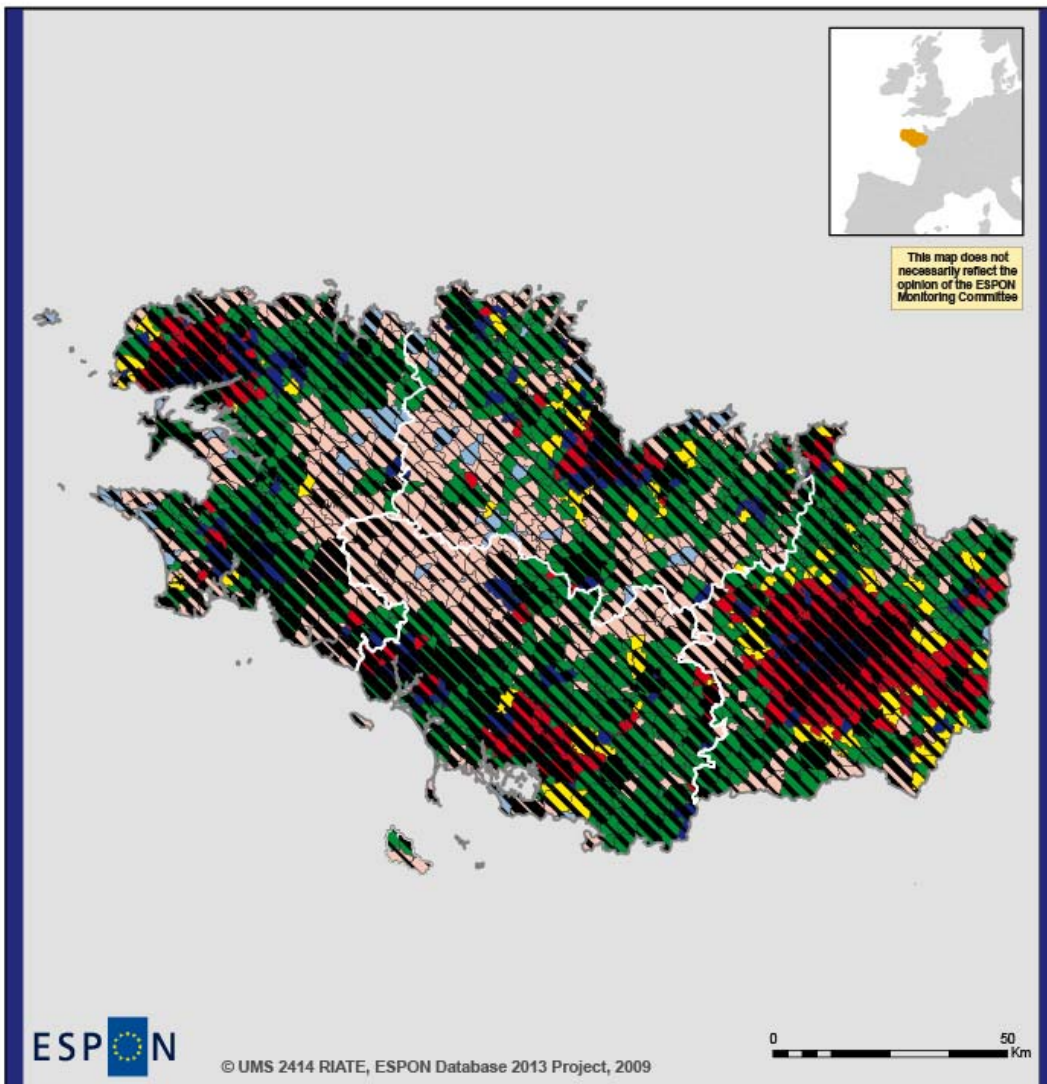 This map does not
necessarily reflect the
opinion of the ESPON
Monitoring Committee
ESPON
© UMS 2414 RIATE, ESPON Database 2013 Project, 2009
0 50
Km